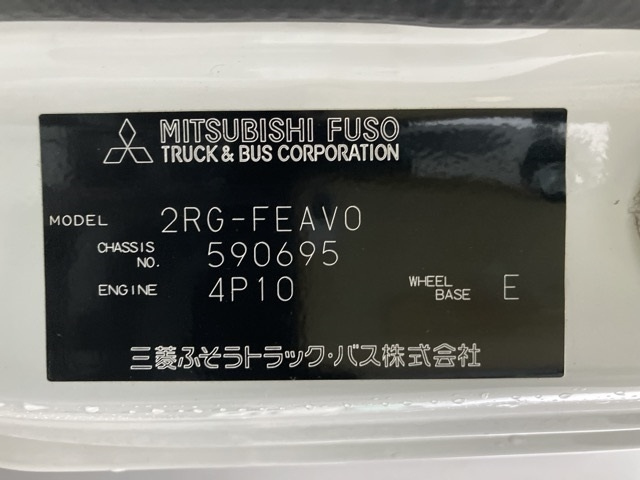 MITSUBISHI FUSO
TRUCK & BUS CORPORATION
MODEL 2RG-FEAV0
CHASSIS NO. 590695
ENGINE 4P10 WHEEL BASE E
三菱ふそうトラック・バス株式会社